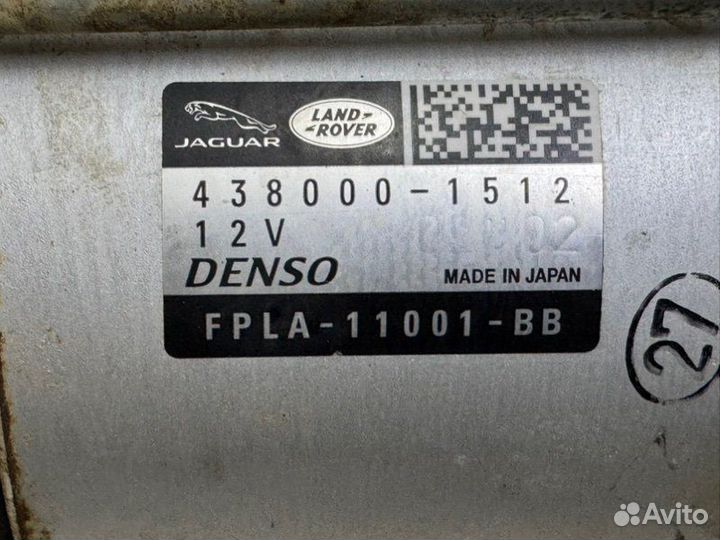 JAGUAR
LAND-
-ROVER
438000-1512
12V
DENSO
MADE IN JAPAN
FPLA-11001-BB
27
Avito